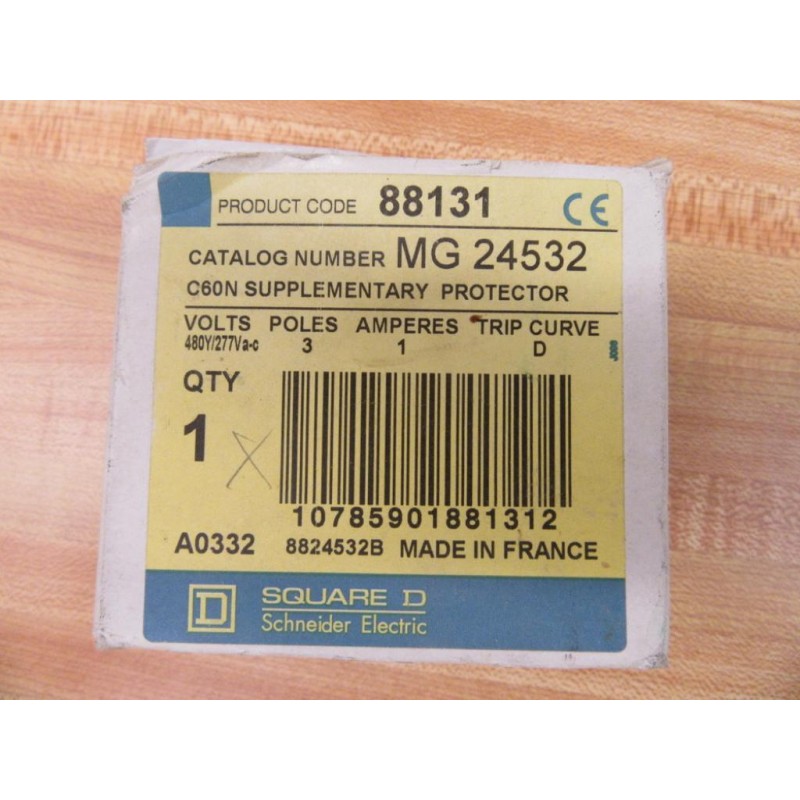 PRODUCT CODE 88131 CE
CATALOG NUMBER MG 24532
C60N SUPPLEMENTARY PROTECTOR
VOLTS POLES AMPERES TRIP CURVE
480Y/277Va-c 3 1 D
QTY
1
10785901881312
A0332 8824532B MADE IN FRANCE
D SQUARE D
Schneider Electric